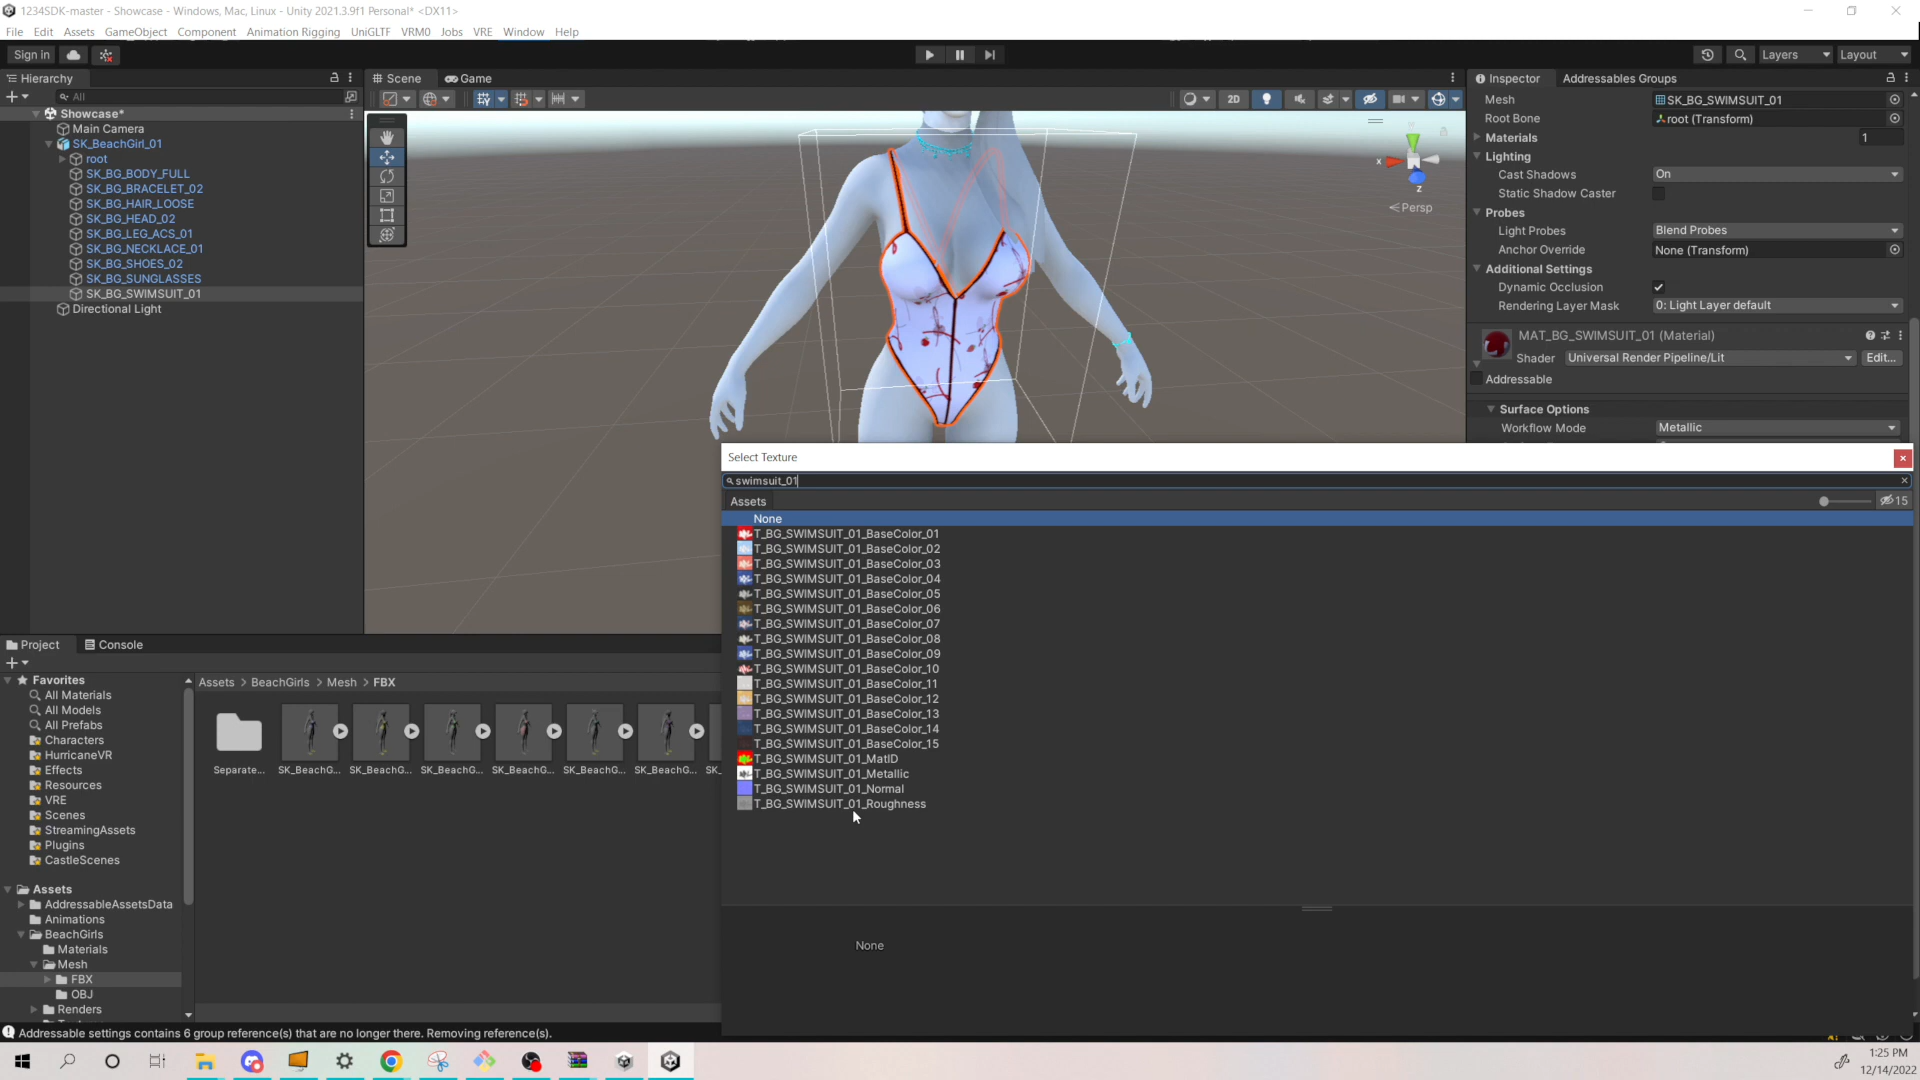 1234SDK-master - Showcase - Windows, Mac, Linux - Unity 2021.3.9f1 Personal* <DX11>
File Edit Assets GameObject Component Animation Rigging UniGLTF VRM0 Jobs VRE Window Help
Sign in
Layers
Layout
Hierarchy
All
Showcase*
Main Camera
SK_BeachGirl_01
root
SK_BG_BODY_FULL
SK_BG_BRACELET_02
SK_BG_HAIR_LOOSE
SK_BG_HEAD_02
SK_BG_LEG_ACS_01
SK_BG_NECKLACE_01
SK_BG_SHOES_02
SK_BG_SUNGLASSES
SK_BG_SWIMSUIT_01
Directional Light
Scene Game
2D
x
z
Persp
Inspector Addressables Groups
Mesh SK_BG_SWIMSUIT_01
Root Bone root (Transform)
Materials 1
Lighting
Cast Shadows On
Static Shadow Caster
Probes
Light Probes Blend Probes
Anchor Override None (Transform)
Additional Settings
Dynamic Occlusion
Rendering Layer Mask 0: Light Layer default
MAT_BG_SWIMSUIT_01 (Material)
Shader Universal Render Pipeline/Lit Edit...
Addressable
Surface Options
Workflow Mode Metallic
Select Texture
swimsuit_01
Assets
15
None
T_BG_SWIMSUIT_01_BaseColor_01
T_BG_SWIMSUIT_01_BaseColor_02
T_BG_SWIMSUIT_01_BaseColor_03
T_BG_SWIMSUIT_01_BaseColor_04
T_BG_SWIMSUIT_01_BaseColor_05
T_BG_SWIMSUIT_01_BaseColor_06
T_BG_SWIMSUIT_01_BaseColor_07
T_BG_SWIMSUIT_01_BaseColor_08
T_BG_SWIMSUIT_01_BaseColor_09
T_BG_SWIMSUIT_01_BaseColor_10
T_BG_SWIMSUIT_01_BaseColor_11
T_BG_SWIMSUIT_01_BaseColor_12
T_BG_SWIMSUIT_01_BaseColor_13
T_BG_SWIMSUIT_01_BaseColor_14
T_BG_SWIMSUIT_01_BaseColor_15
T_BG_SWIMSUIT_01_MatID
T_BG_SWIMSUIT_01_Metallic
T_BG_SWIMSUIT_01_Normal
T_BG_SWIMSUIT_01_Roughness
None
Project Console
Favorites
All Materials
All Models
All Prefabs
Characters
HurricaneVR
Effects
Resources
VRE
Scenes
StreamingAssets
Plugins
CastleScenes
Assets
AddressableAssetsData
Animations
BeachGirls
Materials
Mesh
FBX
OBJ
Renders
Assets > BeachGirls > Mesh > FBX
Separate... SK_BeachG... SK_BeachG... SK_BeachG... SK_BeachG... SK_BeachG... SK_BeachG... SK_
Addressable settings contains 6 group reference(s) that are no longer there. Removing reference(s).
1:25 PM
12/14/2022